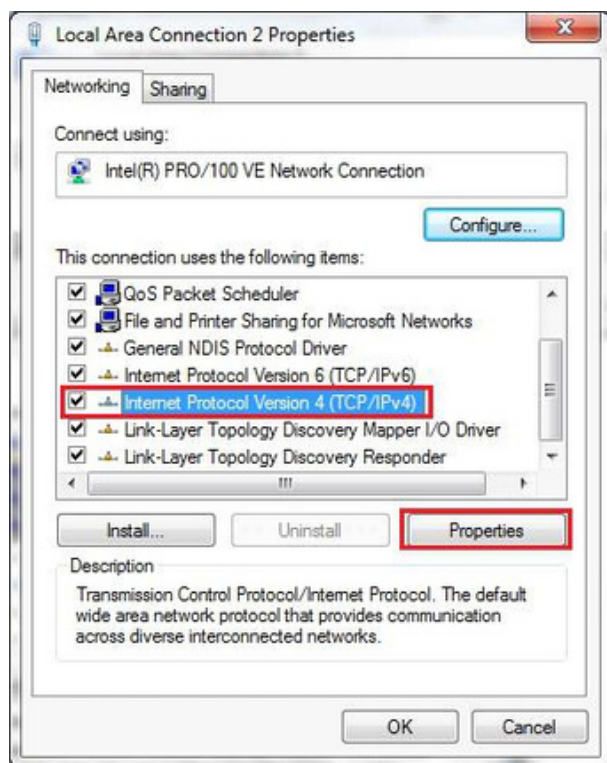 Local Area Connection 2 Properties
Networking
Sharing
Connect using:
Intel(R) PRO/100 VE Network Connection
Configure...
This connection uses the following items:
QoS Packet Scheduler
File and Printer Sharing for Microsoft Networks
General NDIS Protocol Driver
Internet Protocol Version 6 (TCP/IPv6)
Internet Protocol Version 4 (TCP/IPv4)
Link-Layer Topology Discovery Mapper I/O Driver
Link-Layer Topology Discovery Responder
Install...
Uninstall
Properties
Description
Transmission Control Protocol/Internet Protocol. The default
wide area network protocol that provides communication
across diverse interconnected networks.
OK
Cancel